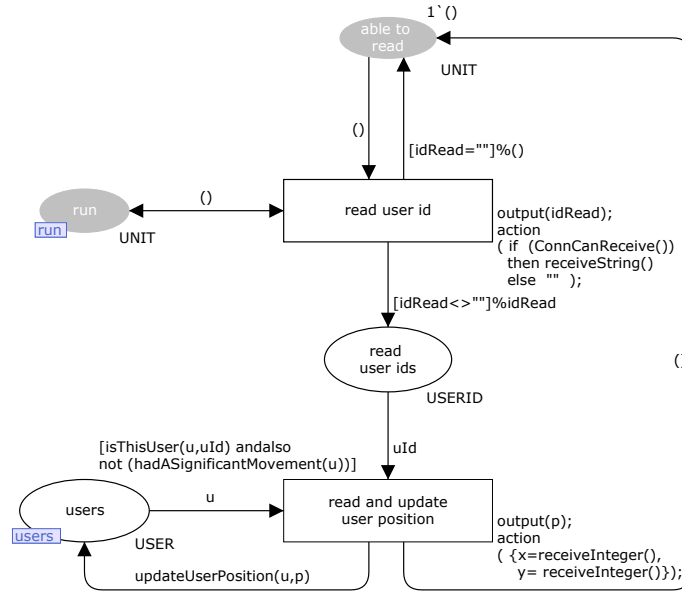 1`()
able to
read
UNIT
()
[idRead=""]%()
()
run
run
UNIT
read user id
output(idRead);
action
( if (ConnCanReceive())
then receiveString()
else "" );
[idRead<>""]%idRead
read
user ids
()
USERID
[isThisUser(u,uId) andalso
not (hadASignificantMovement(u))]
uId
users
users
u
USER
read and update
user position
output(p);
action
( {x=receiveInteger(),
y= receiveInteger()});
updateUserPosition(u,p)